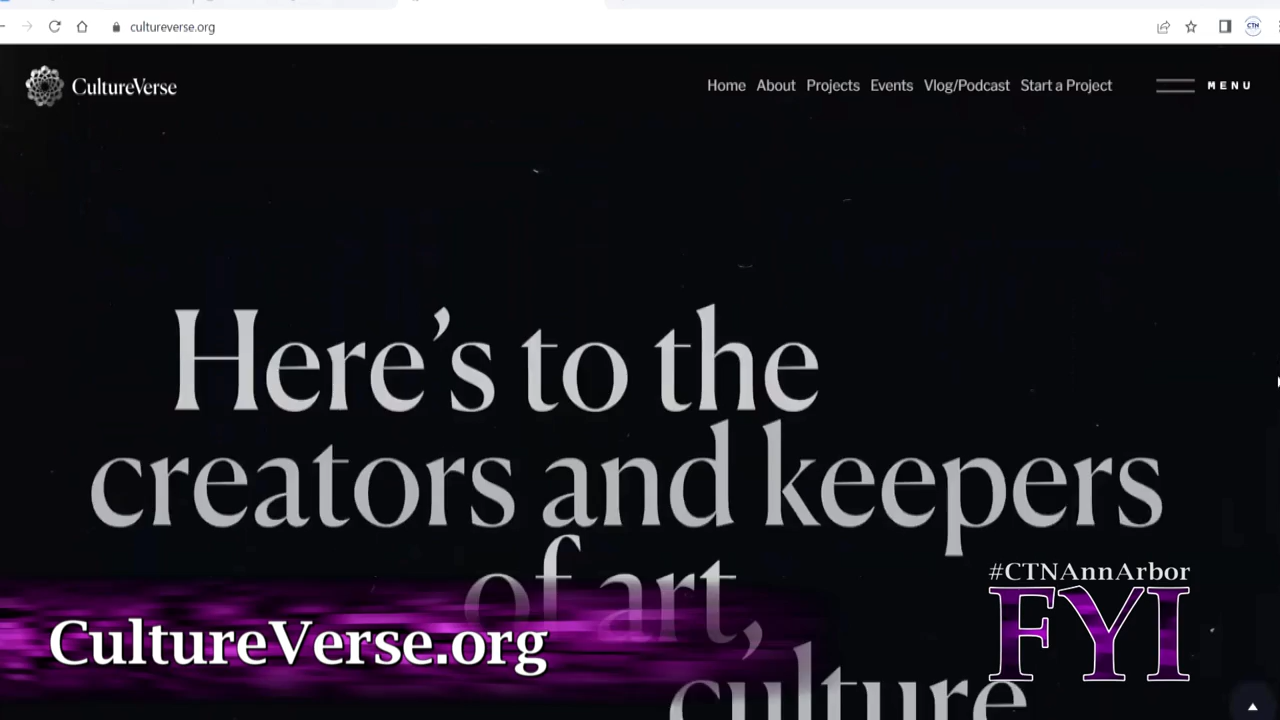 cultureverse.org
CTN
CultureVerse
Home About Projects Events Vlog/Podcast Start a Project MENU
Here's to the
creators and keepers
of art,
culture
#CTNAnnArbor
FYI
CultureVerse.org